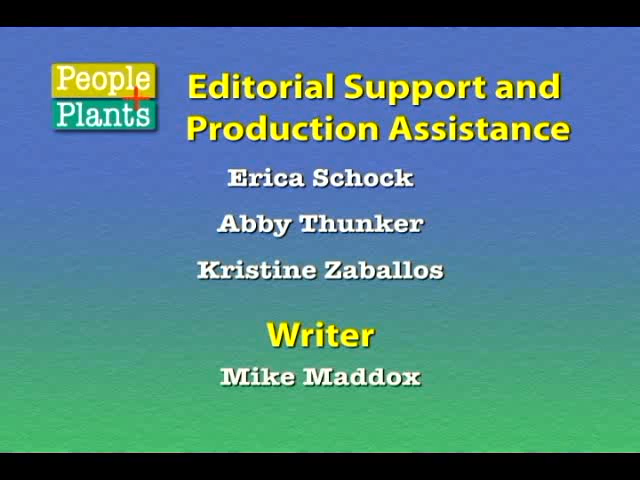 People
+
Plants
Editorial Support and
Production Assistance
Erica Schock
Abby Thunker
Kristine Zaballos
Writer
Mike Maddox